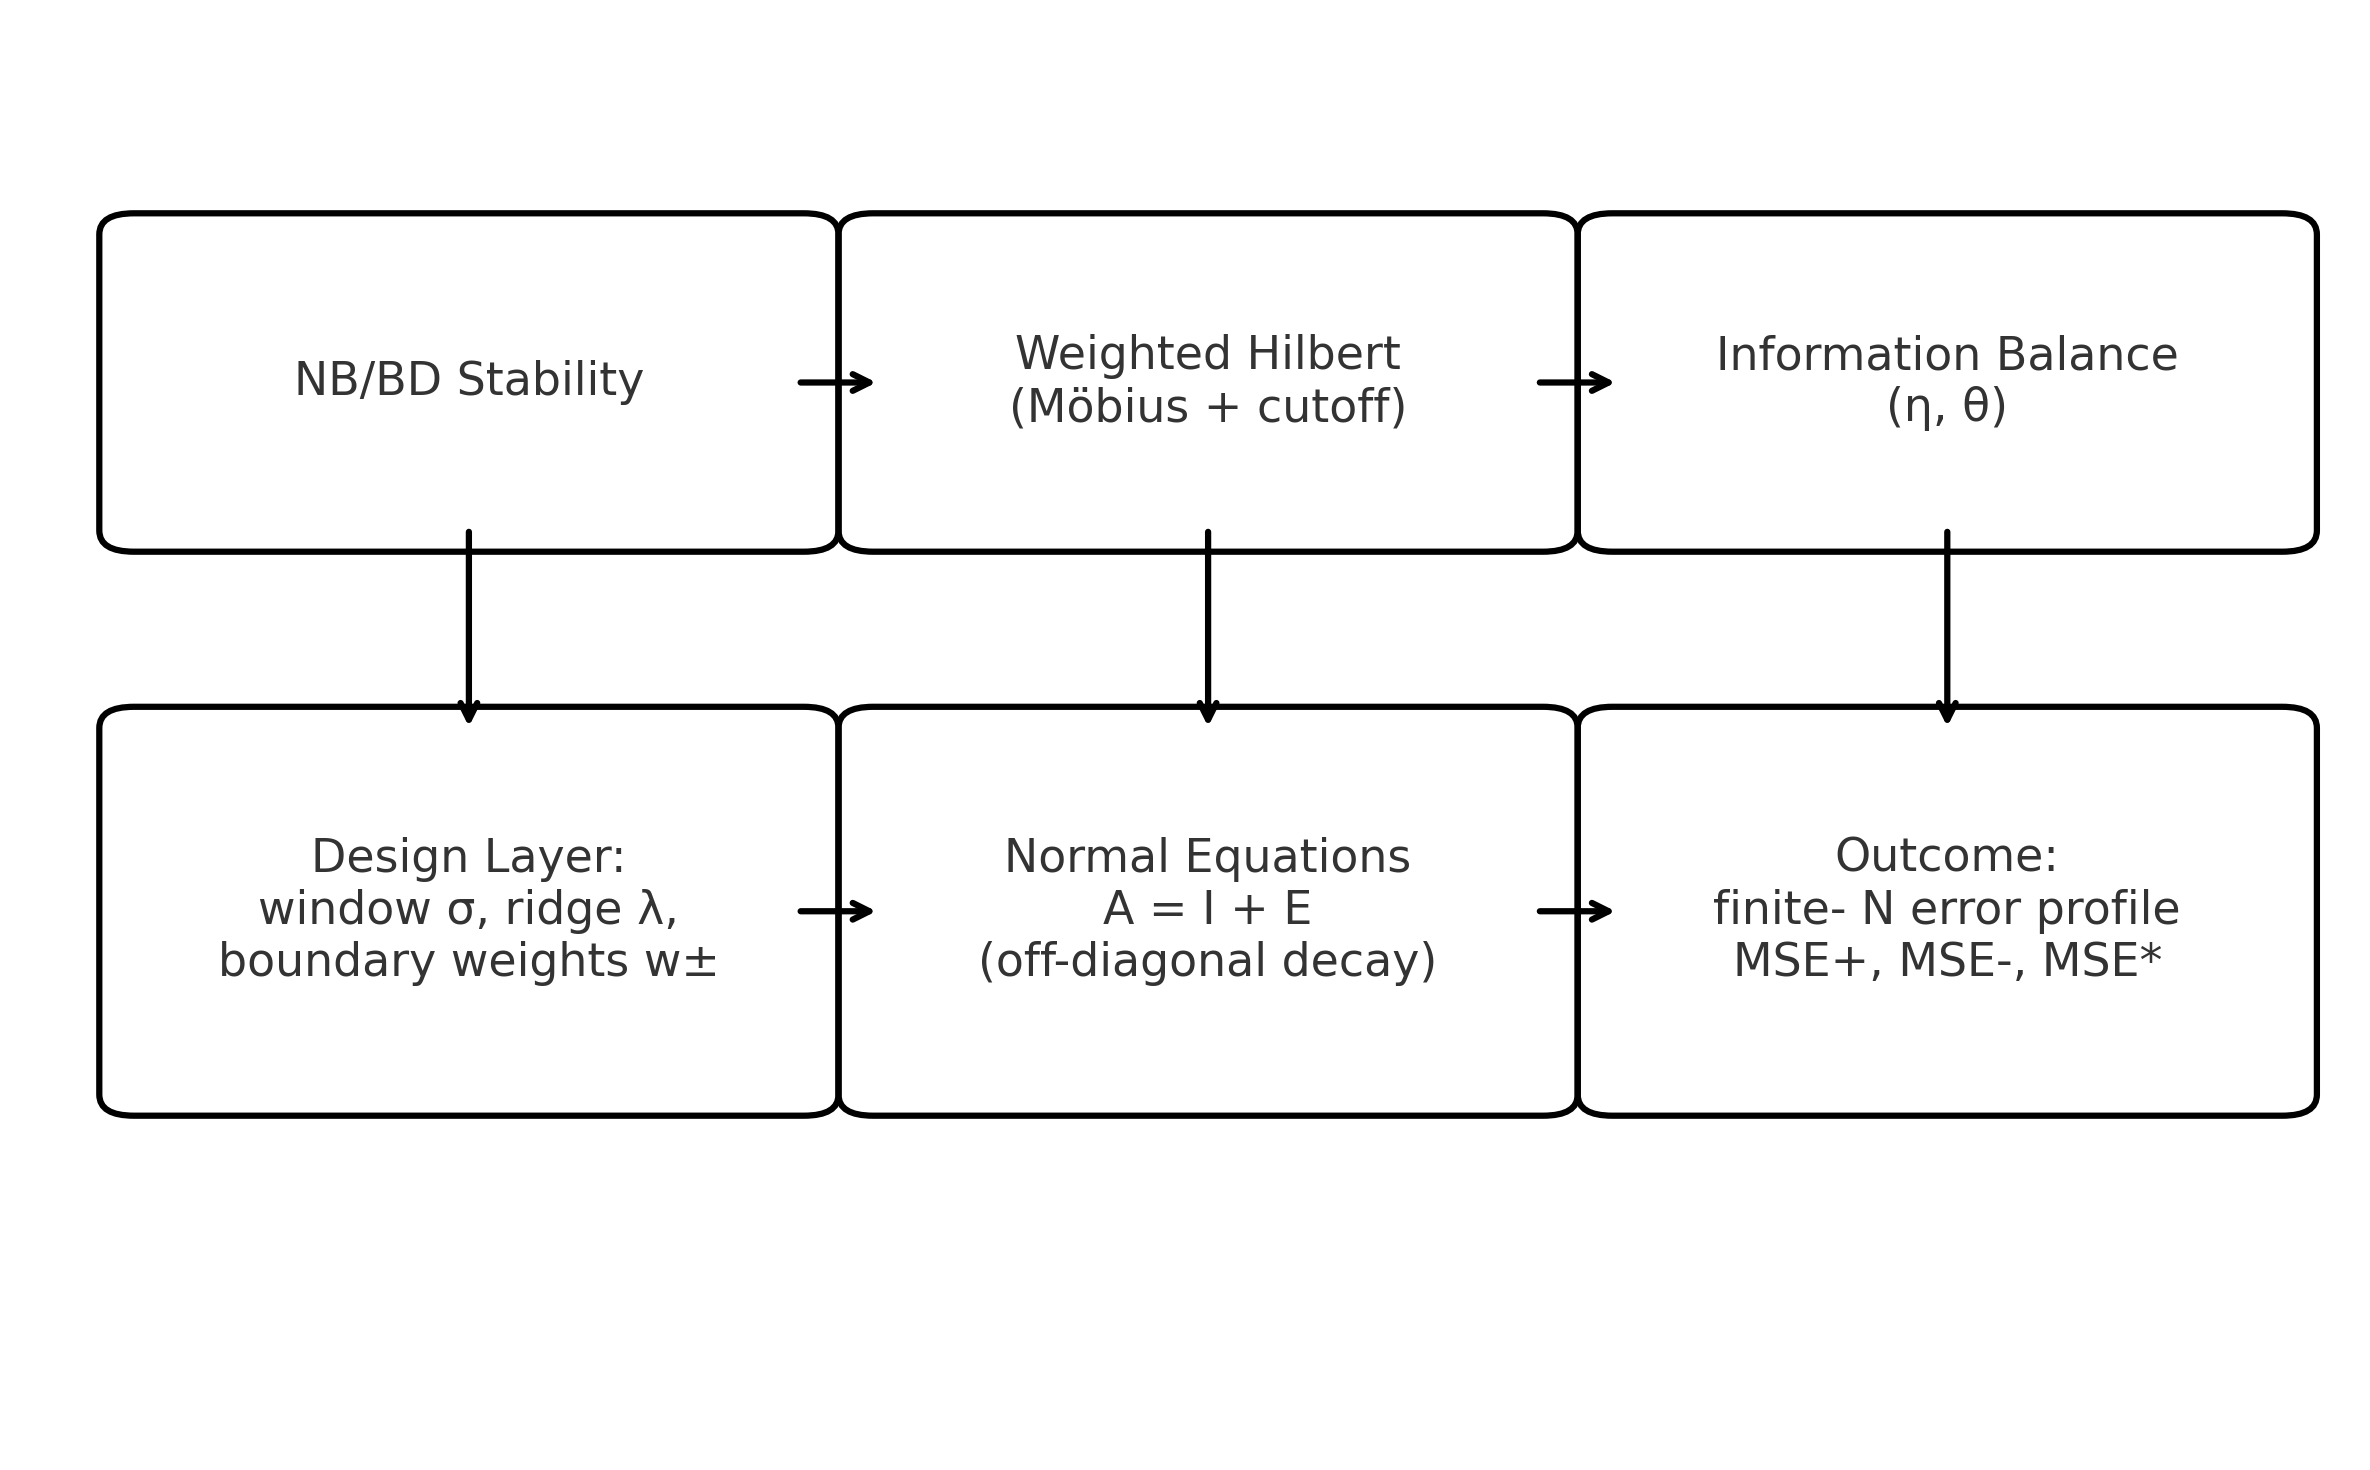 NB/BD Stability
Weighted Hilbert
(Möbius + cutoff)
Information Balance
(η, θ)
Design Layer:
window σ, ridge λ,
boundary weights w±
Normal Equations
A = I + E
(off-diagonal decay)
Outcome:
finite- N error profile
MSE+, MSE-, MSE*